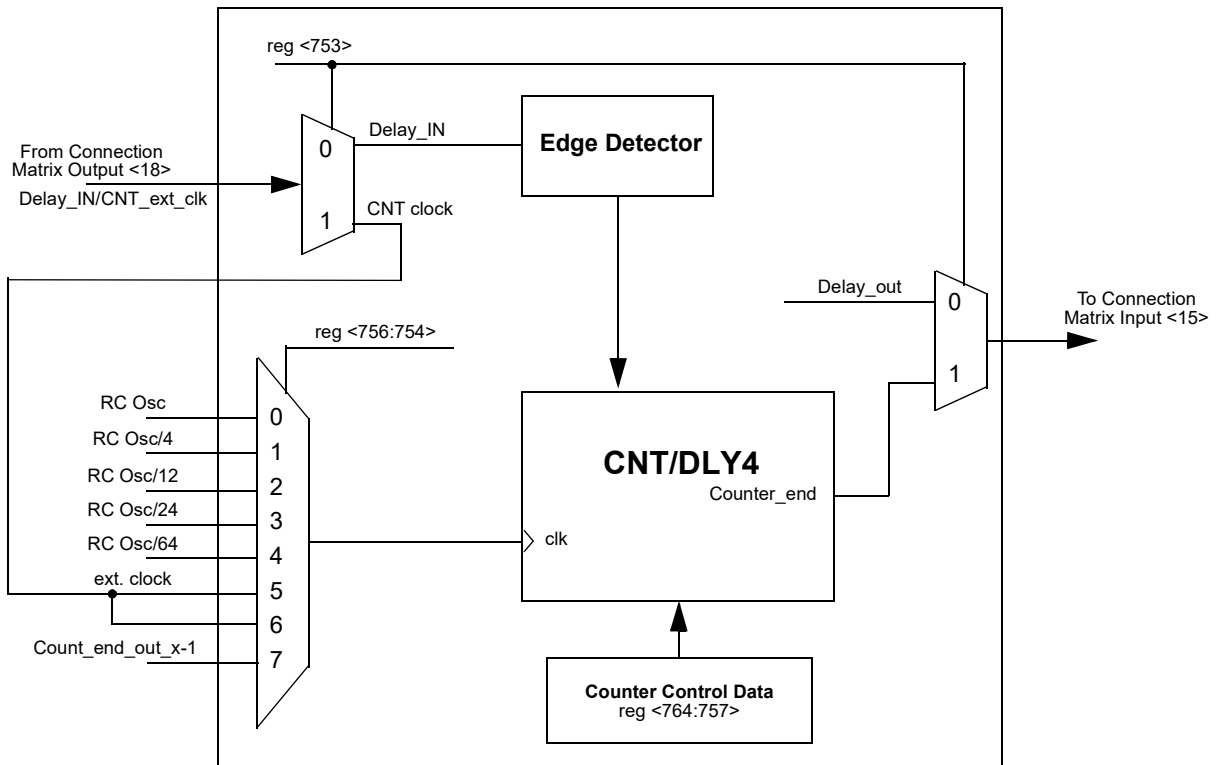 reg <753>
From Connection
Matrix Output <18>
Delay_IN/CNT_ext_clk
0
1
Delay_IN
CNT clock
Edge Detector
Delay_out
0
1
To Connection
Matrix Input <15>
reg <756:754>
RC Osc
RC Osc/4
RC Osc/12
RC Osc/24
RC Osc/64
ext. clock
Count_end_out_x-1
0
1
2
3
4
5
6
7
CNT/DLY4
Counter_end
clk
Counter Control Data
reg <764:757>